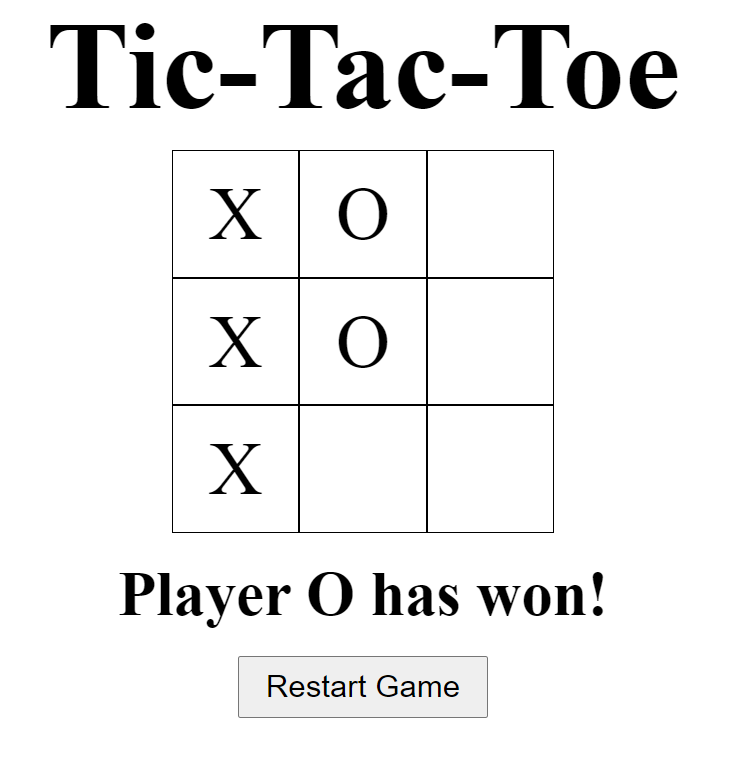 Tic-Tac-Toe
X O
X O
X
Player O has won!
Restart Game